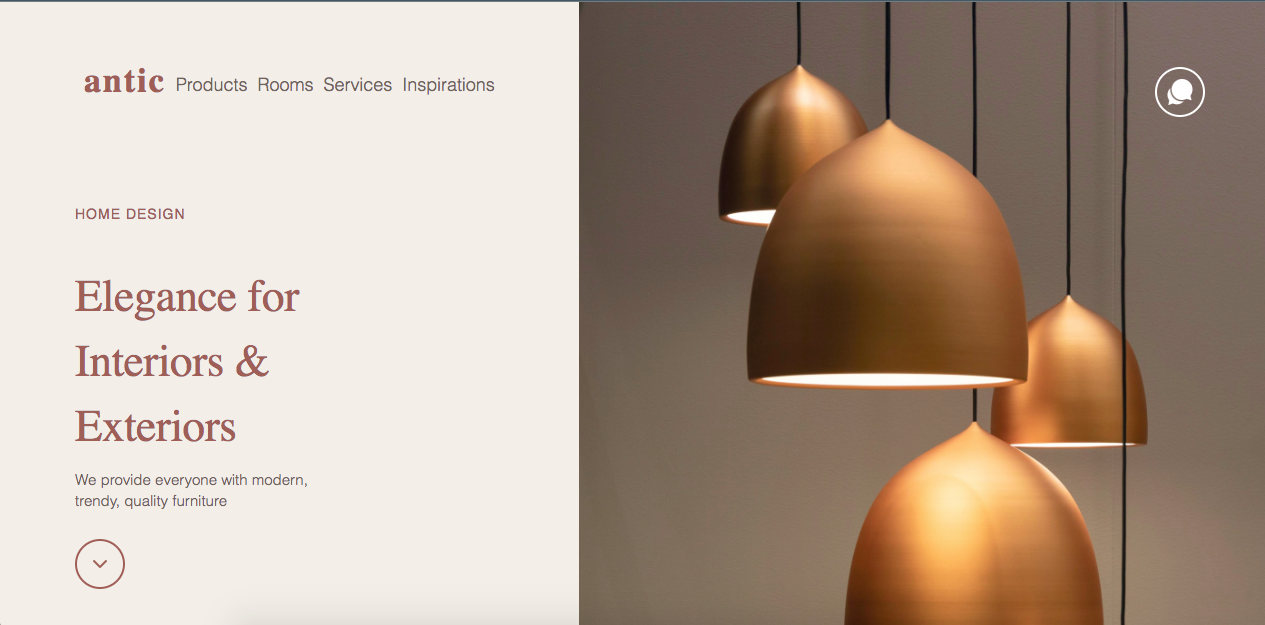 antic Products Rooms Services Inspirations
HOME DESIGN
Elegance for
Interiors &
Exteriors
We provide everyone with modern,
trendy, quality furniture